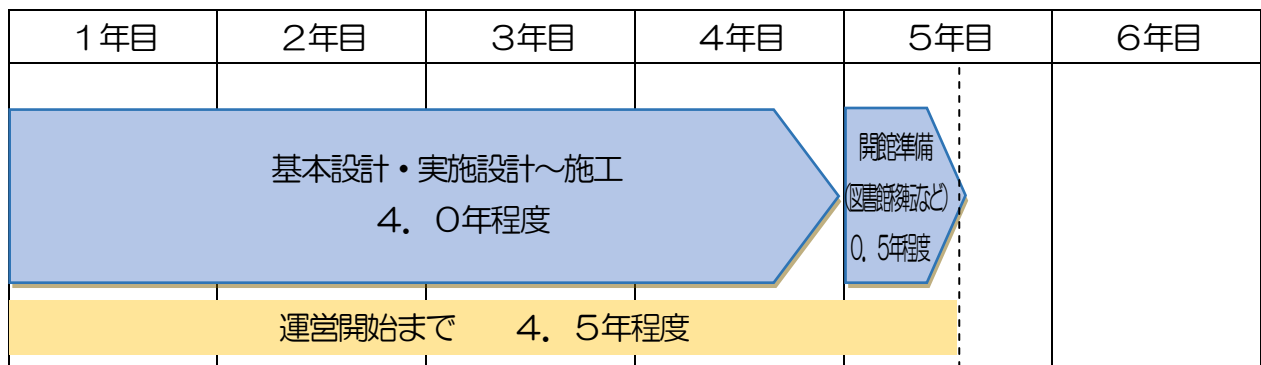 1年目 2年目 3年目 4年目 5年目 6年目
基本設計・実施設計～施工
4．0年程度
開館準備
(図書館移転など)
0．5年程度
運営開始まで　4．5年程度